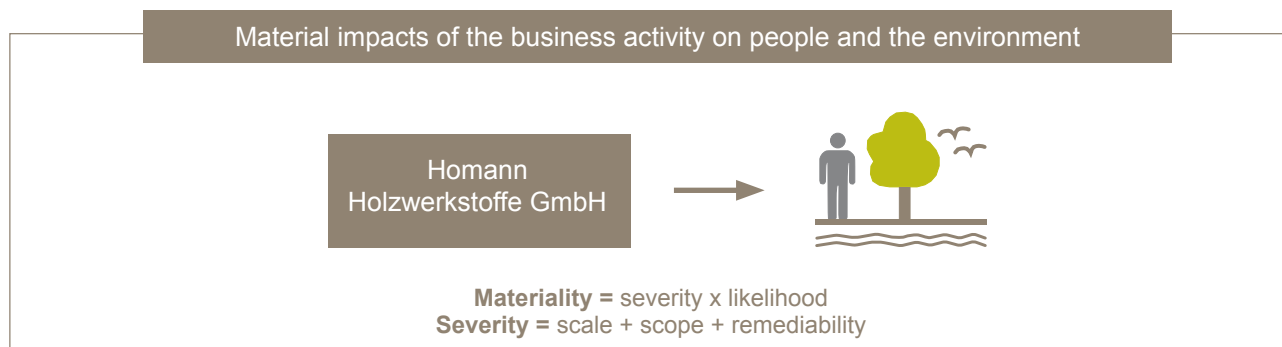 Material impacts of the business activity on people and the environment
Homann
Holzwerkstoffe GmbH
Materiality = severity x likelihood
Severity = scale + scope + remediability